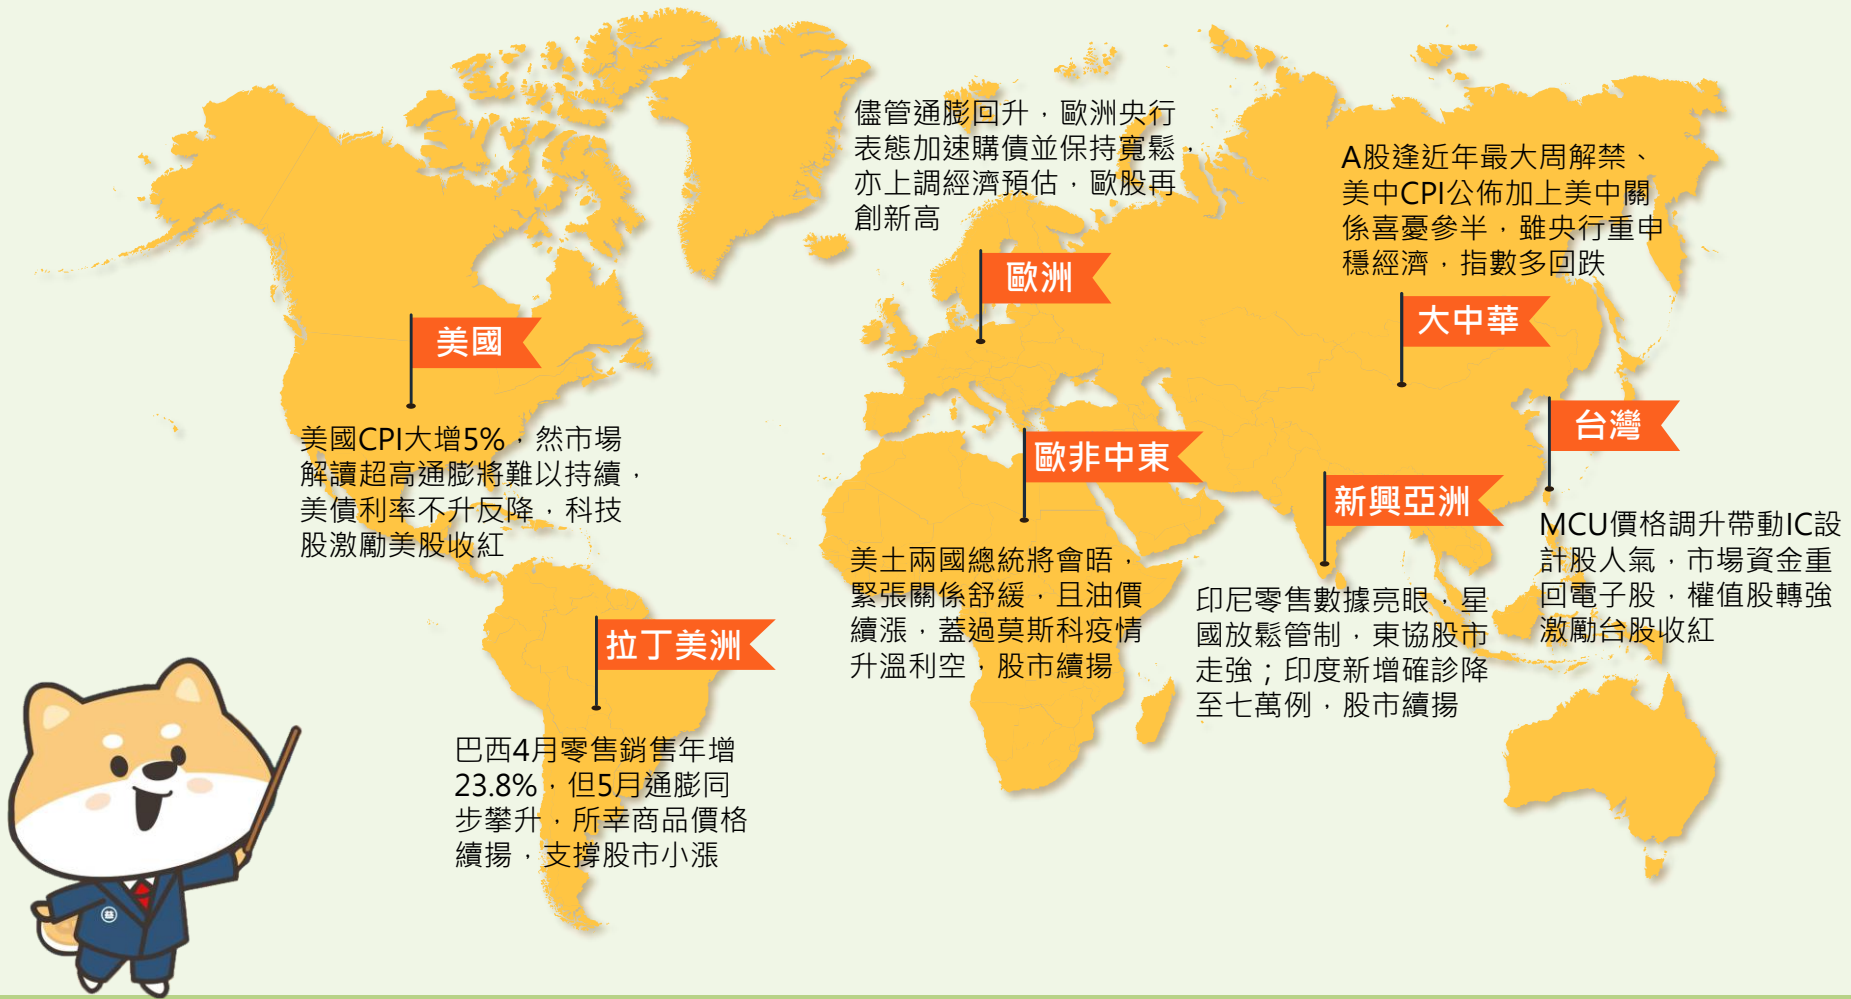 儘管通膨回升，歐洲央行
表態加速購債並保持寬鬆，
亦上調經濟預估，歐股再
創新高
歐洲
A股逢近年最大周解禁、
美中CPI公佈加上美中關
係喜憂參半，雖央行重申
穩經濟，指數多回跌
大中華
美國
美國CPI大增5%，然市場
解讀超高通膨將難以持續，
美債利率不升反降，科技
股激勵美股收紅
歐非中東
美土兩國總統將會晤，
緊張關係舒緩，且油價
續漲，蓋過莫斯科疫情
升溫利空，股市續揚
台灣
MCU價格調升帶動IC設
計股人氣，市場資金重
回電子股，權值股轉強
激勵台股收紅
新興亞洲
印尼零售數據亮眼，星
國放鬆管制，東協股市
走強；印度新增確診降
至七萬例，股市續揚
拉丁美洲
巴西4月零售銷售年增
23.8%，但5月通膨同
步攀升，所幸商品價格
續揚，支撐股市小漲